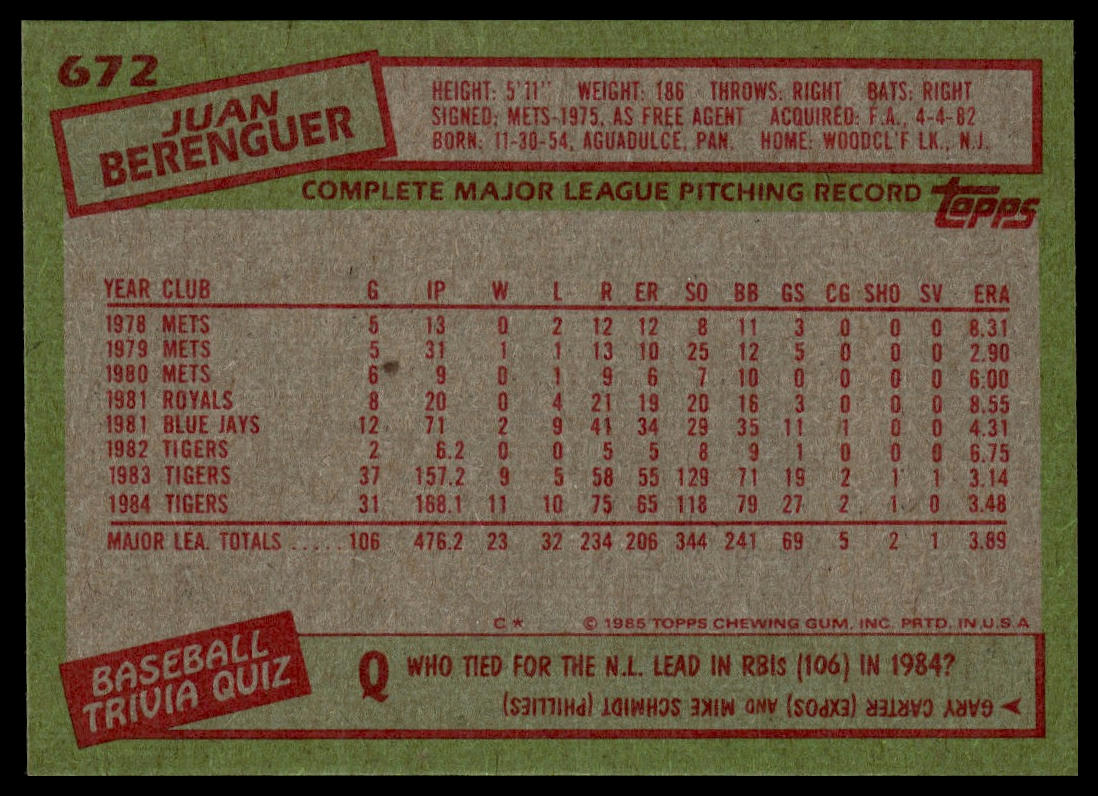 672
JUAN
BERENGUER
HEIGHT: 5'11" WEIGHT: 186 THROWS: RIGHT BATS: RIGHT
SIGNED: METS-1975, AS FREE AGENT ACQUIRED: F.A., 4-4-82
BORN: 11-30-54, AGUADULCE, PAN. HOME: WOODCL'F LK., N.J.
COMPLETE MAJOR LEAGUE PITCHING RECORD
Topps
YEAR CLUB G IP W L R ER SO BB GS CG SHO SV ERA
1978 METS 5 13 0 2 12 12 8 11 3 0 0 0 8.31
1979 METS 5 31 1 1 13 10 25 12 5 0 0 0 2.90
1980 METS 6 9 0 1 9 6 7 10 0 0 0 0 6.00
1981 ROYALS 8 20 0 4 21 19 20 16 3 0 0 0 8.55
1981 BLUE JAYS 12 71 2 9 41 34 29 35 11 1 0 0 4.31
1982 TIGERS 2 6.2 0 0 5 5 8 9 1 0 0 0 6.75
1983 TIGERS 37 157.2 9 5 58 55 129 71 19 2 1 1 3.14
1984 TIGERS 31 168.1 11 10 75 65 118 79 27 2 1 0 3.48
MAJOR LEA. TOTALS ..... 106 476.2 23 32 234 206 344 241 69 5 2 1 3.89
C* © 1985 TOPPS CHEWING GUM, INC. PRTD. IN U.S.A
BASEBALL
TRIVIA QUIZ
Q WHO TIED FOR THE N.L. LEAD IN RBIs (106) IN 1984?
GARY CARTER (EXPOS) AND MIKE SCHMIDT (PHILLIES)